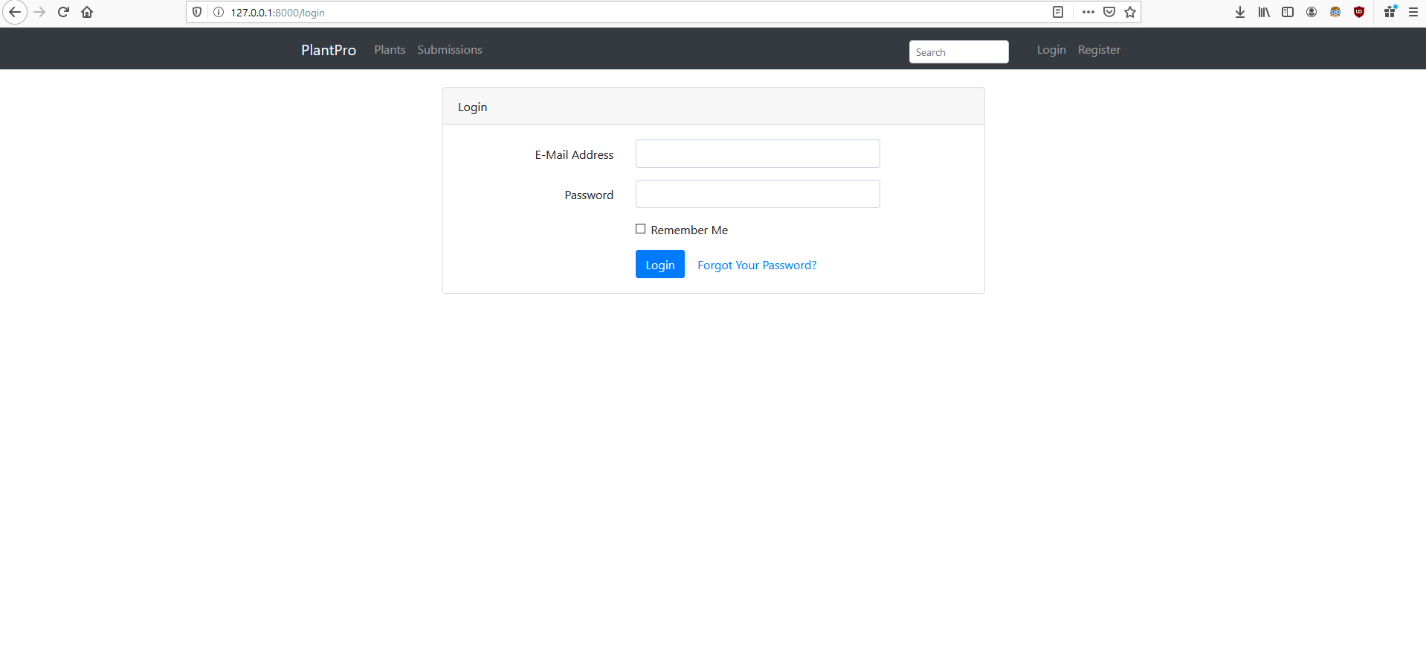 127.0.0.1:8000/login
PlantPro Plants Submissions Search Login Register
Login
E-Mail Address
Password
Remember Me
Login Forgot Your Password?